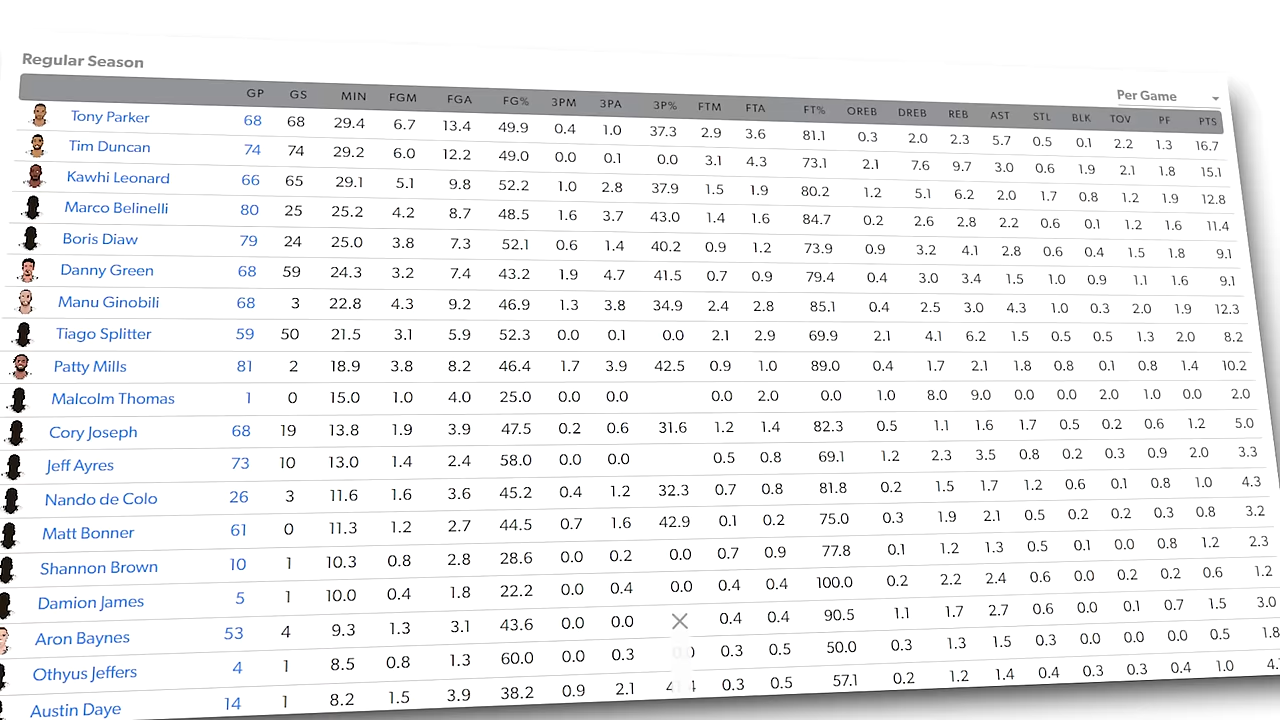 Regular Season
Per Game
GP GS MIN FGM FGA FG% 3PM 3PA 3P% FTM FTA FT% OREB DREB REB AST STL BLK TOV PF PTS
Tony Parker 68 68 29.4 6.7 13.4 49.9 0.4 1.0 37.3 2.9 3.6 81.1 0.3 2.0 2.3 5.7 0.5 0.1 2.2 1.3 16.7
Tim Duncan 74 74 29.2 6.0 12.2 49.0 0.0 0.1 0.0 3.1 4.3 73.1 2.1 7.6 9.7 3.0 0.6 1.9 2.1 1.8 15.1
Kawhi Leonard 66 65 29.1 5.1 9.8 52.2 1.0 2.8 37.9 1.5 1.9 80.2 1.2 5.1 6.2 2.0 1.7 0.8 1.2 1.9 12.8
Marco Belinelli 80 25 25.2 4.2 8.7 48.5 1.6 3.7 43.0 1.4 1.6 84.7 0.2 2.6 2.8 2.2 0.6 0.1 1.2 1.6 11.4
Boris Diaw 79 24 25.0 3.8 7.3 52.1 0.6 1.4 40.2 0.9 1.2 73.9 0.9 3.2 4.1 2.8 0.6 0.4 1.5 1.8 9.1
Danny Green 68 59 24.3 3.2 7.4 43.2 1.9 4.7 41.5 0.7 0.9 79.4 0.4 3.0 3.4 1.5 1.0 0.9 1.1 1.6 9.1
Manu Ginobili 68 3 22.8 4.3 9.2 46.9 1.3 3.8 34.9 2.4 2.8 85.1 0.4 2.5 3.0 4.3 1.0 0.3 2.0 1.9 12.3
Tiago Splitter 59 50 21.5 3.1 5.9 52.3 0.0 0.1 0.0 2.1 2.9 69.9 2.1 4.1 6.2 1.5 0.5 0.5 1.3 2.0 8.2
Patty Mills 81 2 18.9 3.8 8.2 46.4 1.7 3.9 42.5 0.9 1.0 89.0 0.4 1.7 2.1 1.8 0.8 0.1 0.8 1.4 10.2
Malcolm Thomas 1 0 15.0 1.0 4.0 25.0 0.0 0.0 0.0 2.0 0.0 1.0 8.0 9.0 0.0 0.0 2.0 1.0 0.0 2.0
Cory Joseph 68 19 13.8 1.9 3.9 47.5 0.2 0.6 31.6 1.2 1.4 82.3 0.5 1.1 1.6 1.7 0.5 0.2 0.6 1.2 5.0
Jeff Ayres 73 10 13.0 1.4 2.4 58.0 0.0 0.0 0.5 0.8 69.1 1.2 2.3 3.5 0.8 0.2 0.3 0.9 2.0 3.3
Nando de Colo 26 3 11.6 1.6 3.6 45.2 0.4 1.2 32.3 0.7 0.8 81.8 0.2 1.5 1.7 1.2 0.6 0.1 0.8 1.0 4.3
Matt Bonner 61 0 11.3 1.2 2.7 44.5 0.7 1.6 42.9 0.1 0.2 75.0 0.3 1.9 2.1 0.5 0.2 0.2 0.3 0.8 3.2
Shannon Brown 10 1 10.3 0.8 2.8 28.6 0.0 0.2 0.0 0.7 0.9 77.8 0.1 1.2 1.3 0.5 0.1 0.0 0.8 1.2 2.3
Damion James 5 1 10.0 0.4 1.8 22.2 0.0 0.4 0.0 0.4 0.4 100.0 0.2 2.2 2.4 0.6 0.0 0.2 0.2 0.6 1.2
Aron Baynes 53 4 9.3 1.3 3.1 43.6 0.0 0.0 0.4 0.4 90.5 1.1 1.7 2.7 0.6 0.0 0.1 0.7 1.5 3.0
Othyus Jeffers 4 1 8.5 0.8 1.3 60.0 0.0 0.3 0.3 0.5 50.0 0.3 1.3 1.5 0.3 0.0 0.0 0.0 0.5 1.8
Austin Daye 14 1 8.2 1.5 3.9 38.2 0.9 2.1 0.3 0.5 57.1 0.2 1.2 1.4 0.4 0.3 0.3 0.4 1.0